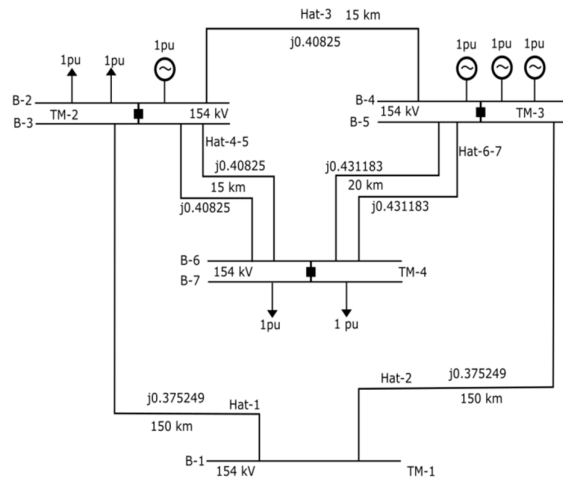 Hat-3 15 km
j0.40825
1pu 1pu 1pu
1pu 1pu 1pu
B-2 TM-2 154 kV
B-3
B-4 154 kV TM-3
B-5
Hat-4-5
j0.40825
15 km
j0.40825
Hat-6-7
j0.431183
20 km
j0.431183
B-6 154 kV TM-4
B-7
1pu 1 pu
j0.375249
Hat-1
150 km
Hat-2 j0.375249
150 km
B-1 154 kV TM-1